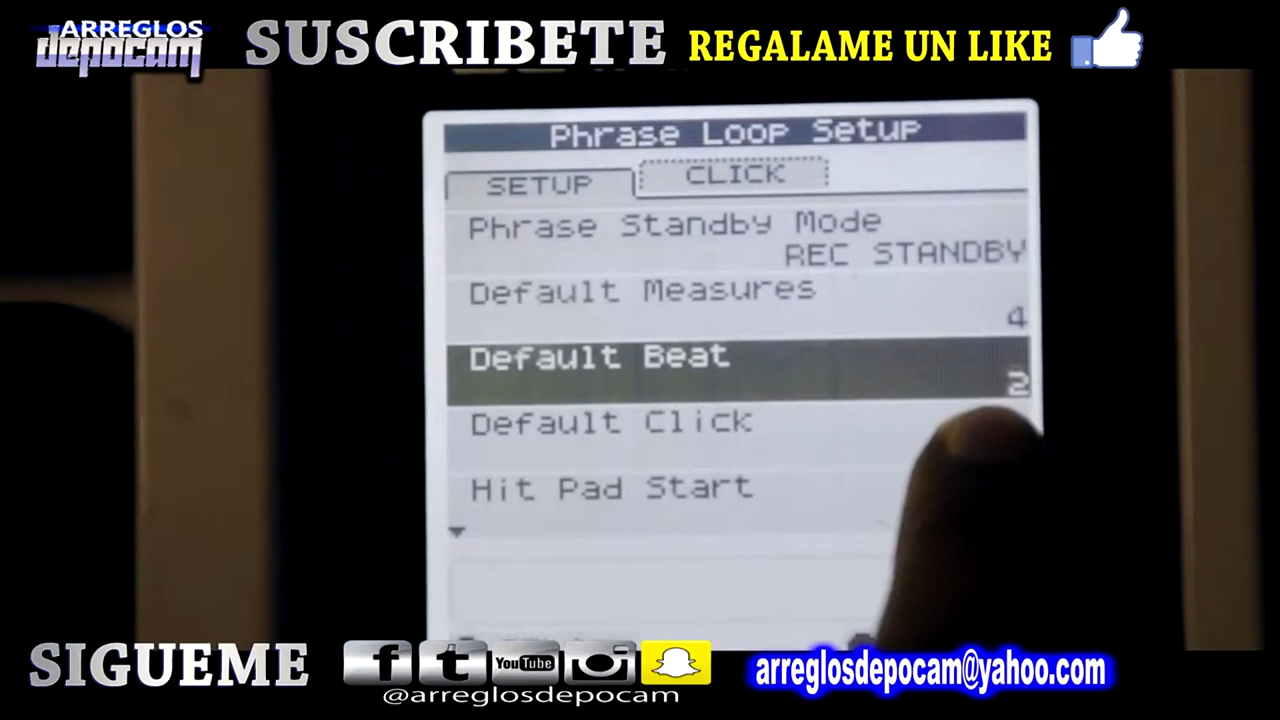 ARREGLOS
depocam
SUSCRIBETE
REGALAME UN LIKE
Phrase Loop Setup
SETUP
CLICK
Phrase Standby Mode
REC STANDBY
Default Measures
4
Default Beat
2
Default Click
Hit Pad Start
SIGUEME
f t YouTube
@arreglosdepocam
arreglosdepocam@yahoo.com